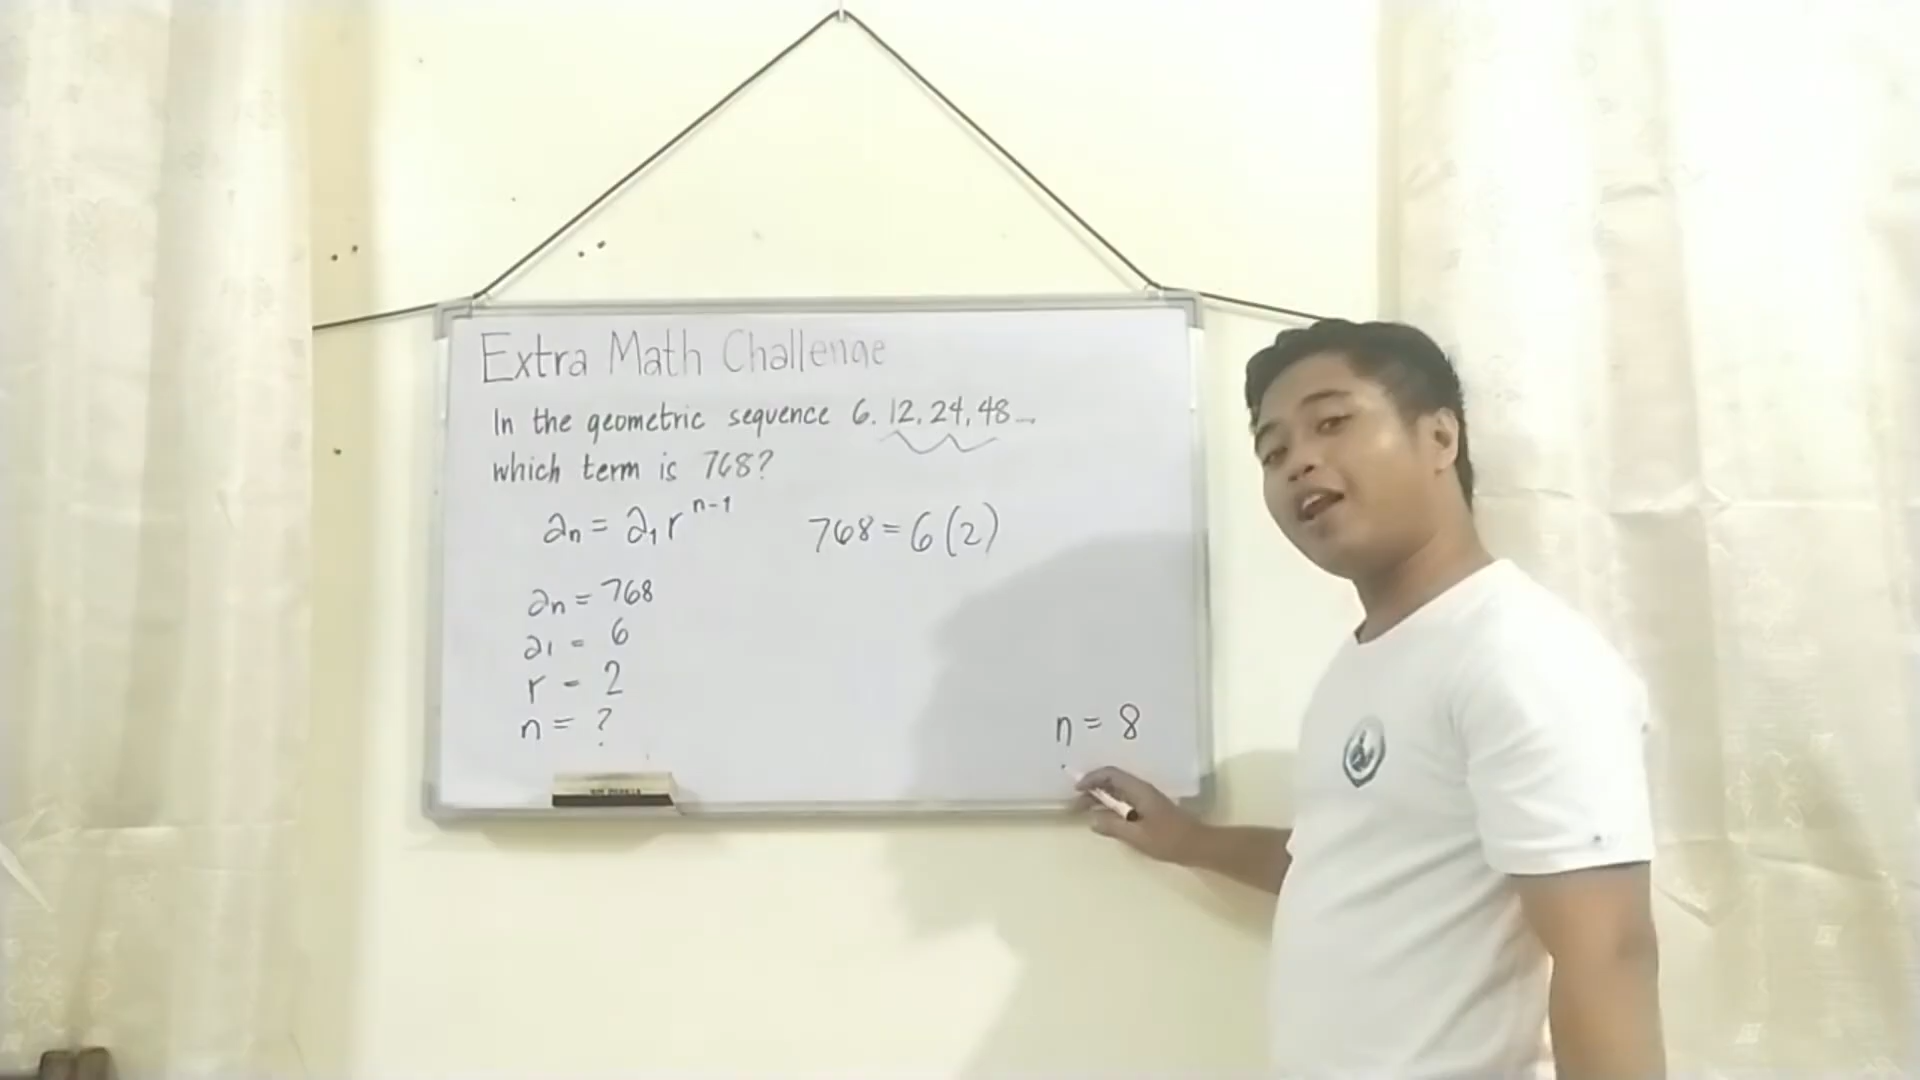 Extra Math Challenge
In the geometric sequence 6. 12, 24, 48...
which term is 768?
an = a1 r^n-1
768 = 6(2)
an = 768
a1 = 6
r = 2
n = ?
n = 8